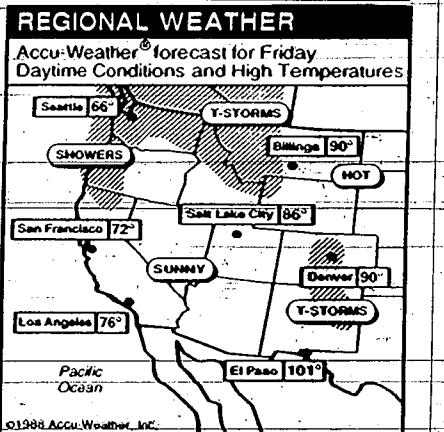 REGIONAL WEATHER
Accu-Weather® forecast for Friday
Daytime Conditions and High Temperatures
Seattle 66°
T-STORMS
SHOWERS
Billings 90°
HOT
Salt Lake City 86°
San Francisco 72°
SUNNY
Denver 90°
T-STORMS
Los Angeles 76°
El Paso 101°
Pacific
Ocean
©1988 Accu-Weather, Inc.